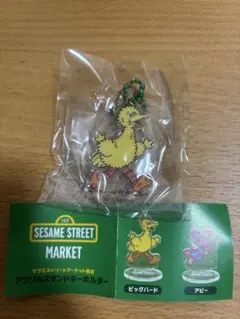 123
SESAME STREET
MARKET
セサミストリートマーケット限定
アクリルスタンドキーホルダー
ビッグバード
アビー